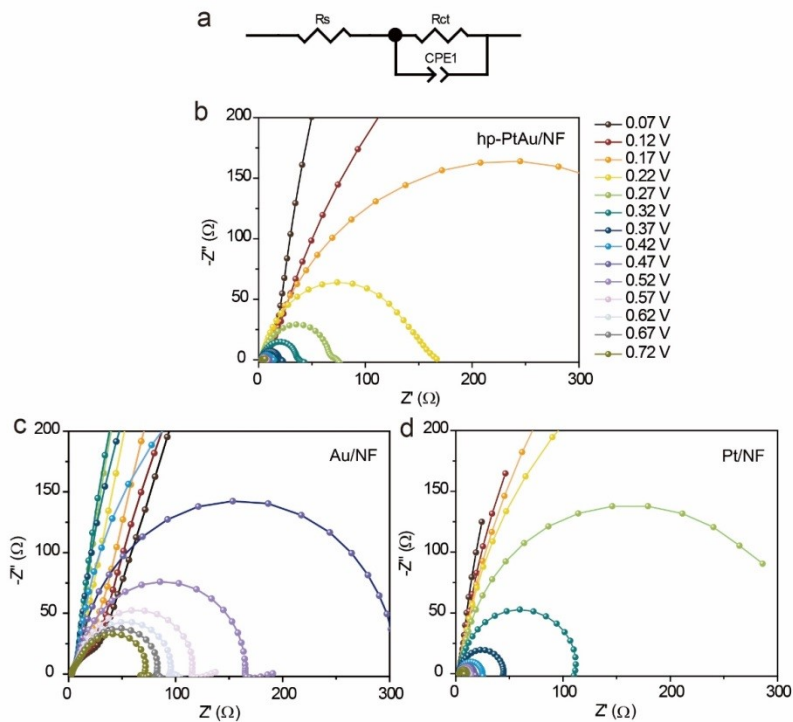 a
Rs
Rct
CPE1
b
hp-PtAu/NF
200
150
100
50
0
-Z'' (Ω)
0
100
200
300
Z' (Ω)
0.07 V
0.12 V
0.17 V
0.22 V
0.27 V
0.32 V
0.37 V
0.42 V
0.47 V
0.52 V
0.57 V
0.62 V
0.67 V
0.72 V
c
Au/NF
200
150
100
50
0
-Z'' (Ω)
0
100
200
300
Z' (Ω)
d
Pt/NF
200
150
100
50
0
-Z'' (Ω)
0
100
200
300
Z' (Ω)